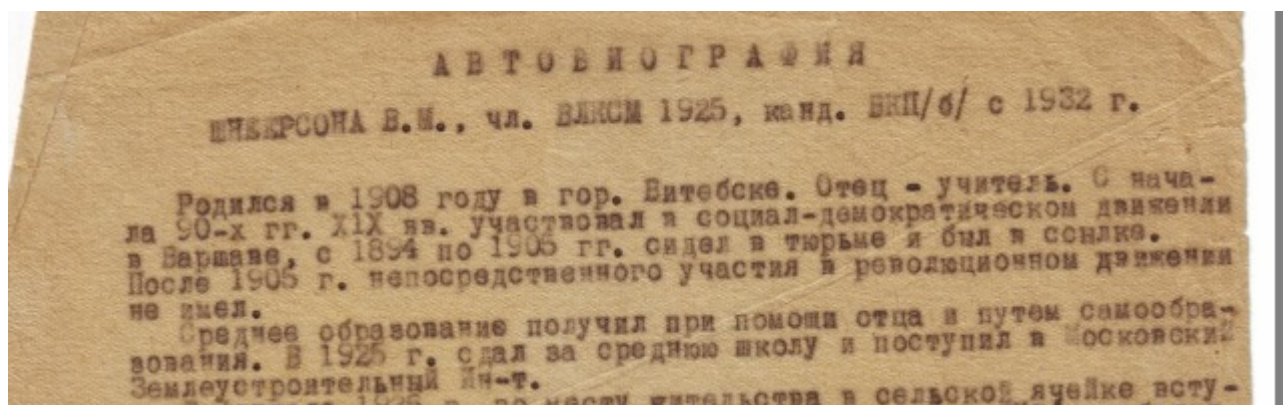 АВТОБИОГРАФИЯ
ШНЕЕРСОНА В.М., чл. ВЛКСМ 1925, канд. ВКП/б/ с 1932 г.
Родился в 1908 году в гор. Витебске. Отец - учитель. С нача-
ла 90-х гг. X1X вв. участвовал в социал-демократическом движении
в Варшаве, с 1894 по 1905 гг. сидел в тюрьме и был в ссылке.
После 1905 г. непосредственного участия в революционном движении
не имел.
Среднее образование получил при помощи отца и путем самообра-
зования. В 1925 г. сдал за среднюю школу и поступил в Московский
Землеустроительный Ин-т.
1926 г. по месту жительства в сельской ячейке всту-